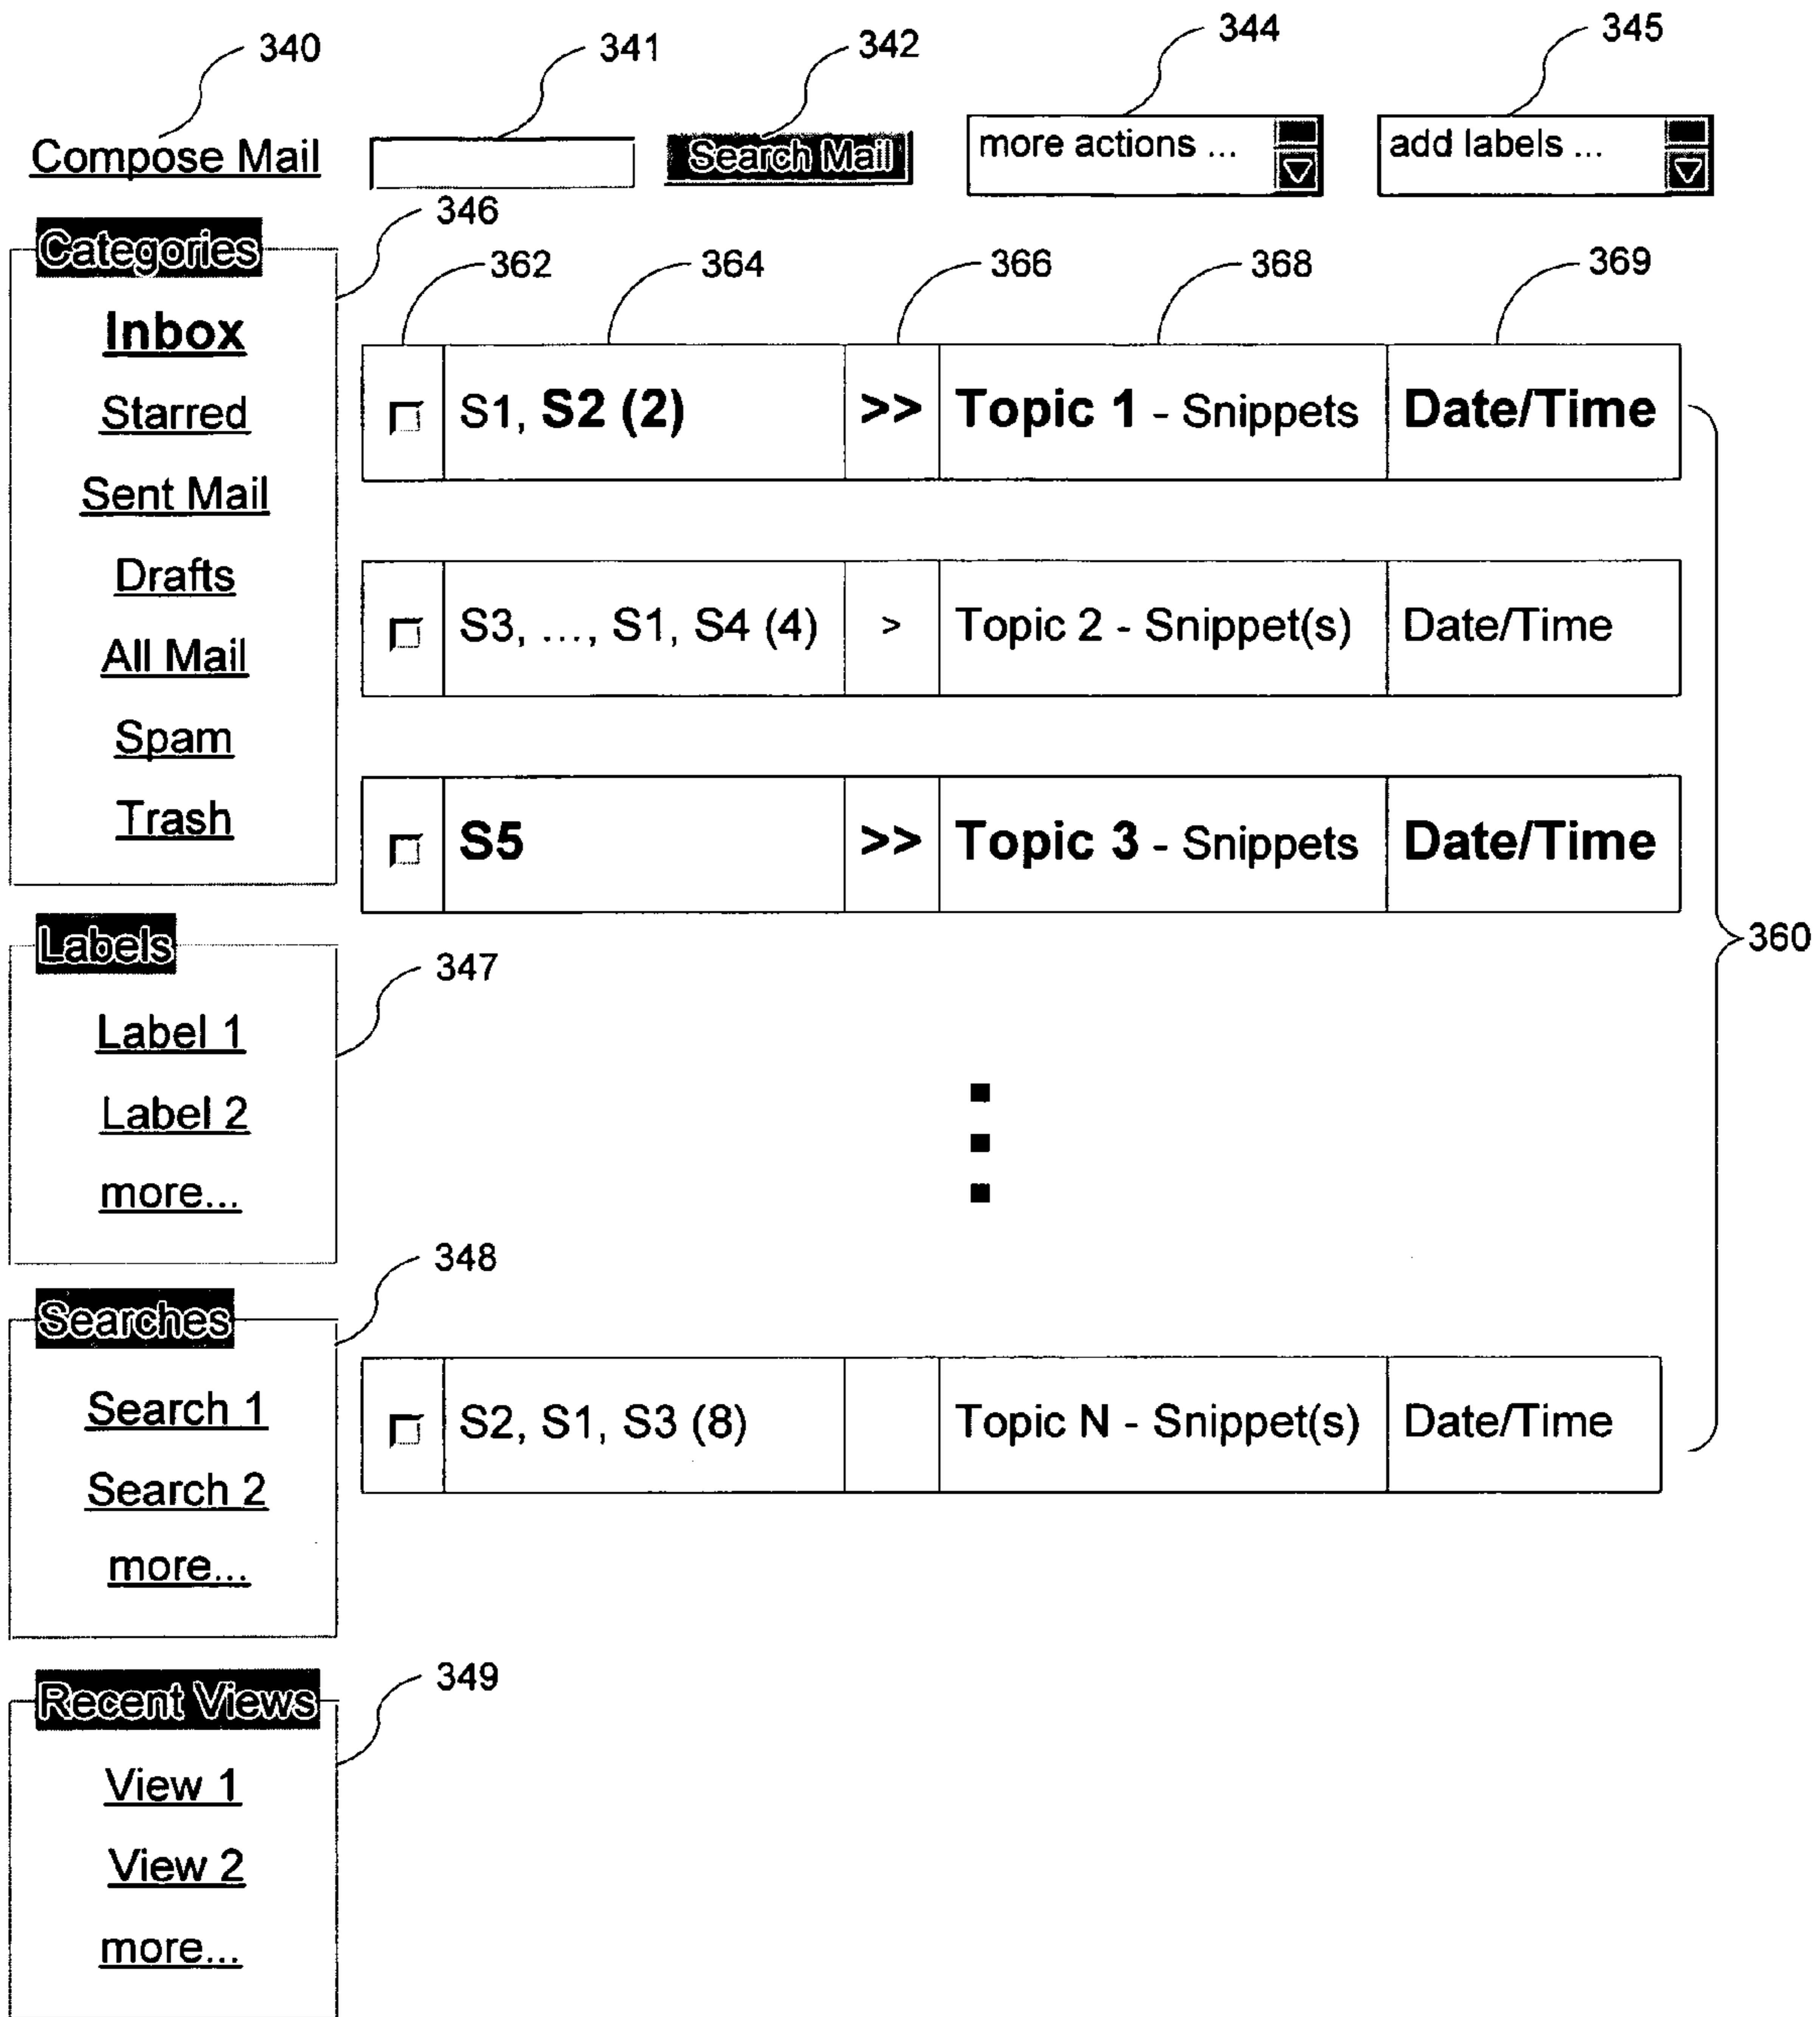 340 341 342 344 345
Compose Mail Search Mail more actions ... add labels ...
346
Categories
362 364 366 368 369
Inbox
Starred
Sent Mail
Drafts
All Mail
Spam
Trash
S1, S2 (2) >> Topic 1 - Snippets Date/Time
S3, ..., S1, S4 (4) > Topic 2 - Snippet(s) Date/Time
S5 >> Topic 3 - Snippets Date/Time
360
Labels
347
Label 1
Label 2
more...
348
Searches
Search 1
Search 2
more...
S2, S1, S3 (8) Topic N - Snippet(s) Date/Time
349
Recent Views
View 1
View 2
more...